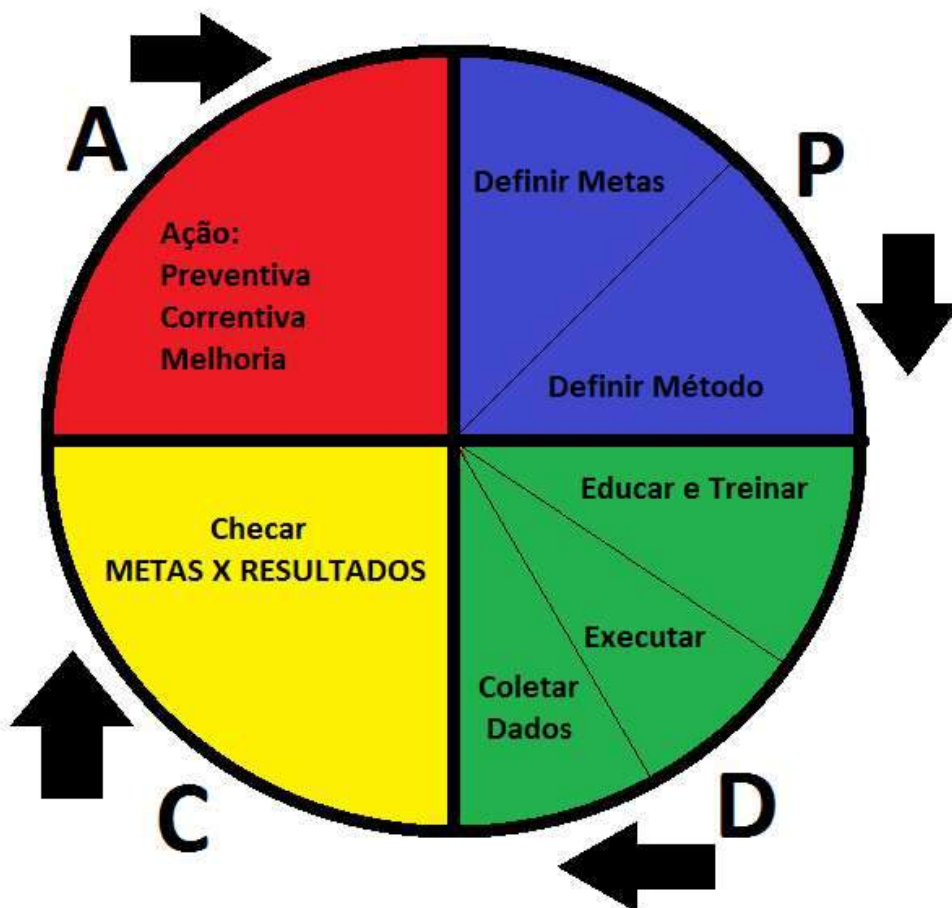 A
P
Definir Metas
Ação:
Preventiva
Correntiva
Melhoria
Definir Método
Educar e Treinar
Checar
METAS X RESULTADOS
Executar
Coletar
Dados
C
D